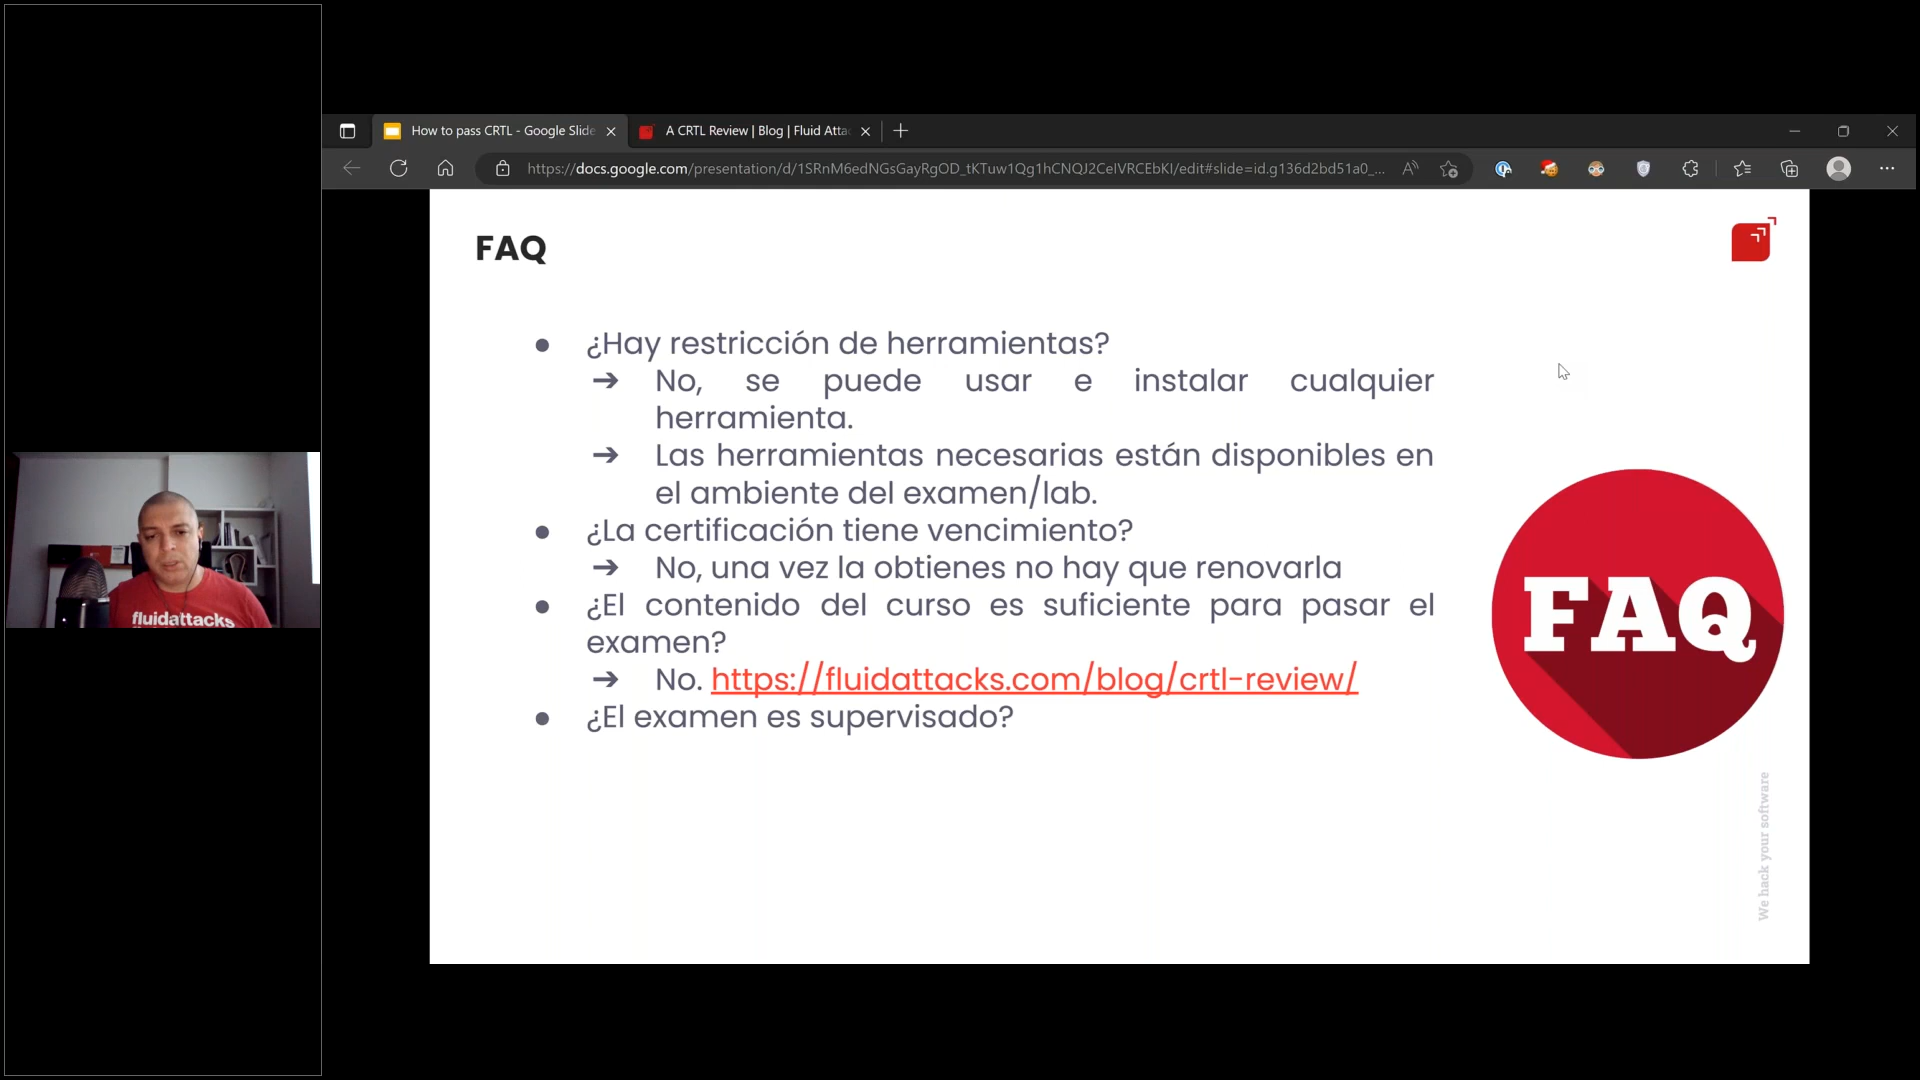 How to pass CRTL - Google Slide
A CRTL Review | Blog | Fluid Atta
https://docs.google.com/presentation/d/1SRnM6edNGsGayRgOD_tKTuw1Qg1hCNQJ2CelVRCEbKI/edit#slide=id.g136d2bd51a0_...
FAQ
● ¿Hay restricción de herramientas?
➔ No, se puede usar e instalar cualquier
herramienta.
➔ Las herramientas necesarias están disponibles en
el ambiente del examen/lab.
● ¿La certificación tiene vencimiento?
➔ No, una vez la obtienes no hay que renovarla
● ¿El contenido del curso es suficiente para pasar el
examen?
➔ No. https://fluidattacks.com/blog/crtl-review/
● ¿El examen es supervisado?
FAQ
We hack your software
fluidattacks